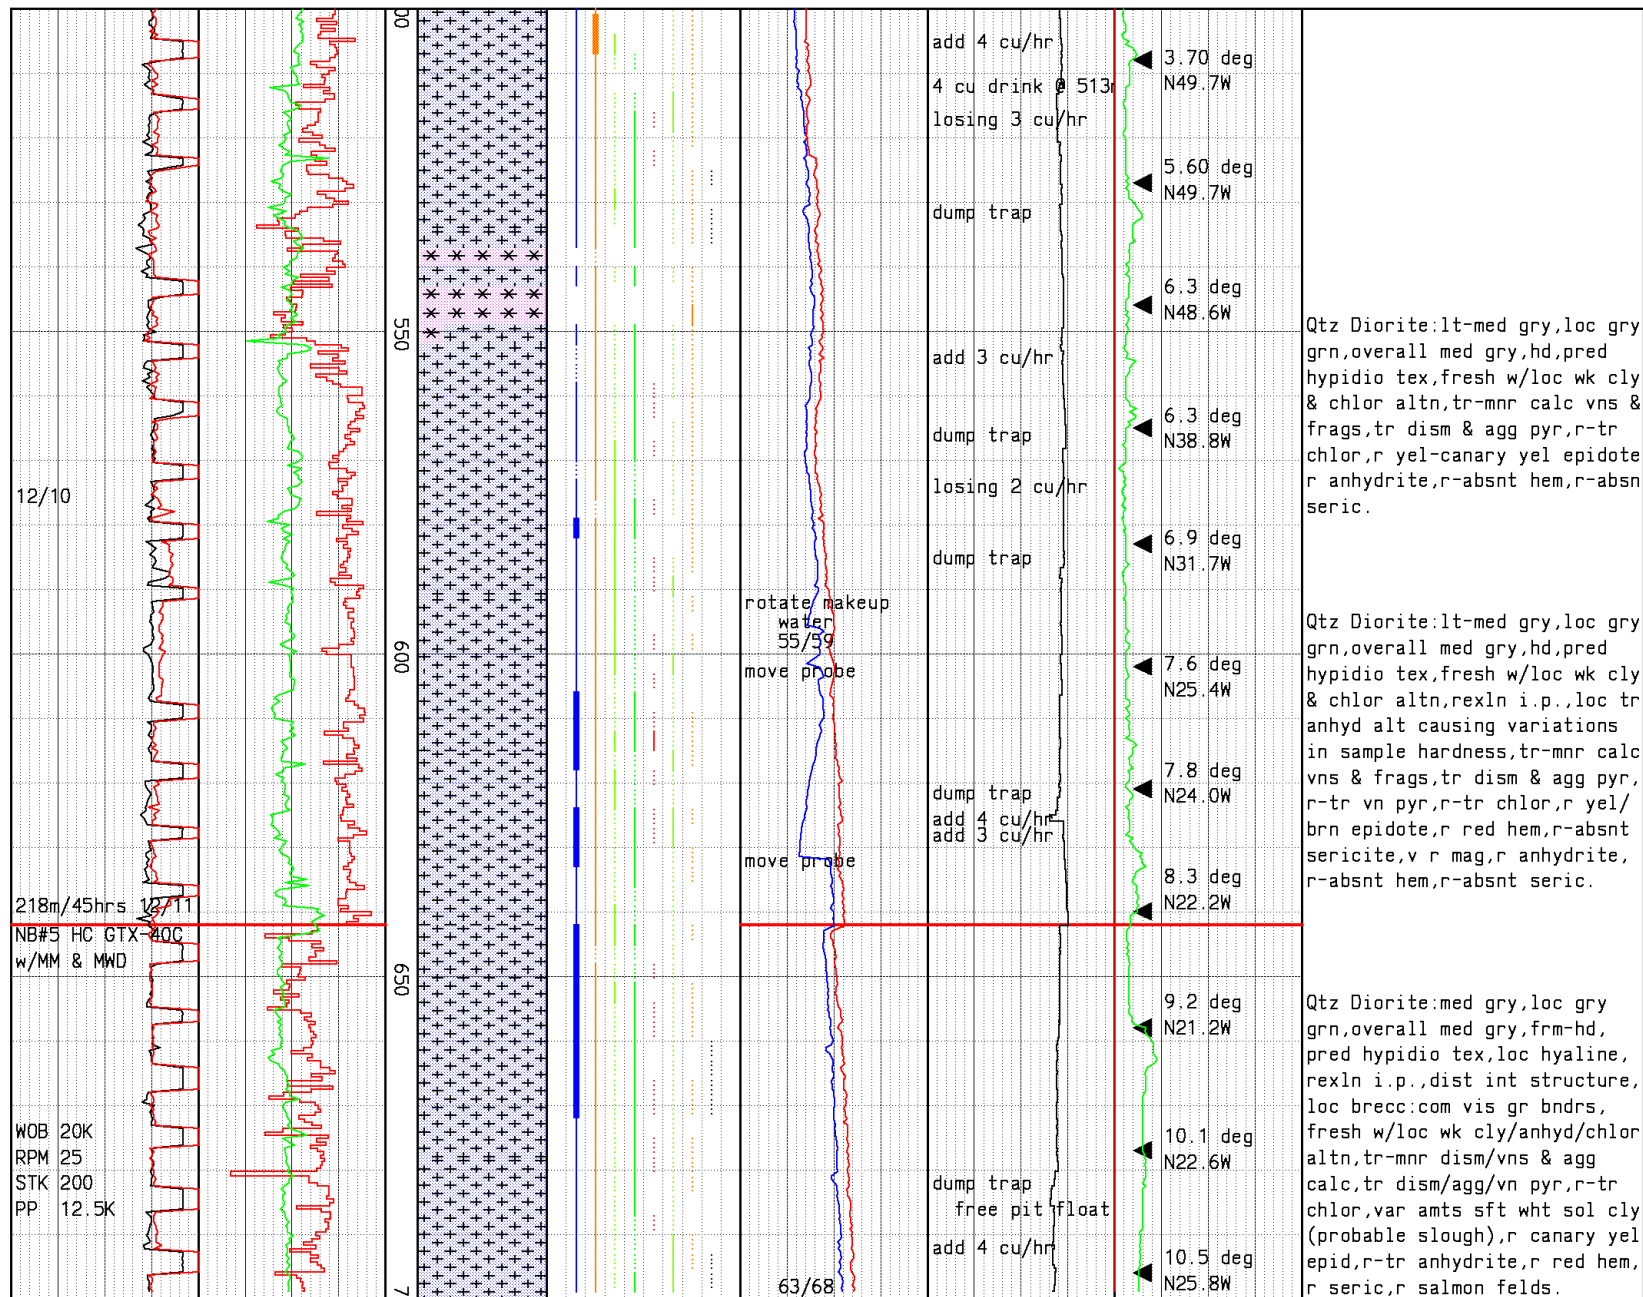 12/10
218m/45hrs 12/11
NB#5 HC GTX-40C
w/MM & MWD
WOB 20K
RPM 25
STK 200
PP 12.5K
00
550
600
650
7
rotate makeup
water
55/59
move probe
move probe
63/68
add 4 cu/hr
4 cu drink @ 513m
losing 3 cu/hr
dump trap
add 3 cu/hr
dump trap
losing 2 cu/hr
dump trap
dump trap
add 4 cu/hr
add 3 cu/hr
dump trap
free pit float
add 4 cu/hr
3.70 deg
N49.7W
5.60 deg
N49.7W
6.3 deg
N48.6W
6.3 deg
N38.8W
6.9 deg
N31.7W
7.6 deg
N25.4W
7.8 deg
N24.0W
8.3 deg
N22.2W
9.2 deg
N21.2W
10.1 deg
N22.6W
10.5 deg
N25.8W
Qtz Diorite:lt-med gry,loc gry
grn,overall med gry,hd,pred
hypidio tex,fresh w/loc wk cly
& chlor altn,tr-mnr calc vns &
frags,tr dism & agg pyr,r-tr
chlor,r yel-canary yel epidote
r anhydrite,r-absnt hem,r-absn
seric.
Qtz Diorite:lt-med gry,loc gry
grn,overall med gry,hd,pred
hypidio tex,fresh w/loc wk cly
& chlor altn,rexln i.p.,loc tr
anhyd alt causing variations
in sample hardness,tr-mnr calc
vns & frags,tr dism & agg pyr,
r-tr vn pyr,r-tr chlor,r yel/
brn epidote,r red hem,r-absnt
sericite,v r mag,r anhydrite,
r-absnt hem,r-absnt seric.
Qtz Diorite:med gry,loc gry
grn,overall med gry,frm-hd,
pred hypidio tex,loc hyaline,
rexln i.p.,dist int structure,
loc brecc:com vis gr bndrs,
fresh w/loc wk cly/anhyd/chlor
altn,tr-mnr dism/vns & agg
calc,tr dism/agg/vn pyr,r-tr
chlor,var amts sft wht sol cly
(probable slough),r canary yel
epid,r-tr anhydrite,r red hem,
r seric,r salmon felds.